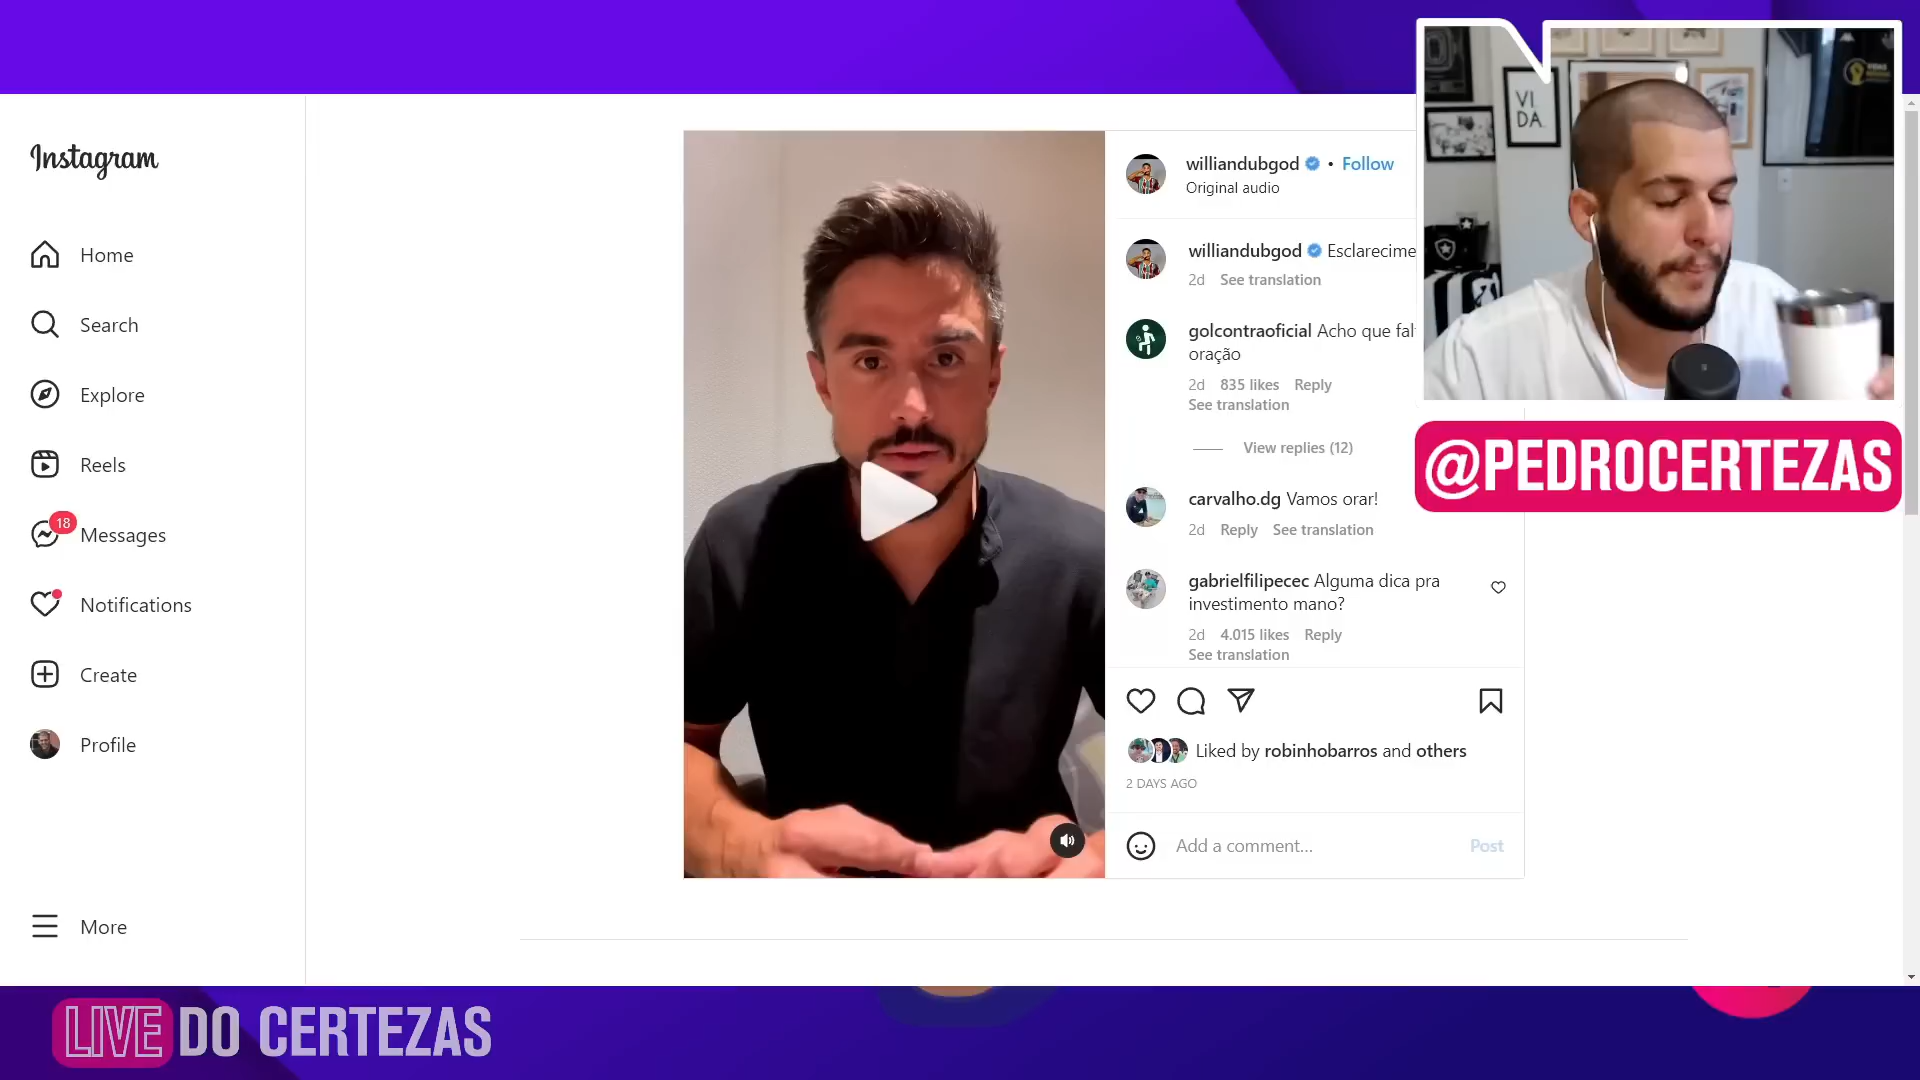 Instagram
Home
Search
Explore
Reels
18
Messages
Notifications
Create
Profile
More
williandubgod • Follow
Original audio
williandubgod Esclarecime
2d See translation
golcontraoficial Acho que fal
oração
2d 835 likes Reply
See translation
View replies (12)
carvalho.dg Vamos orar!
2d Reply See translation
gabrielfilipecec Alguma dica pra
investimento mano?
2d 4.015 likes Reply
See translation
Liked by robinhobarros and others
2 DAYS AGO
Add a comment... Post
VI
DA.
@PEDROCERTEZAS
LIVE DO CERTEZAS